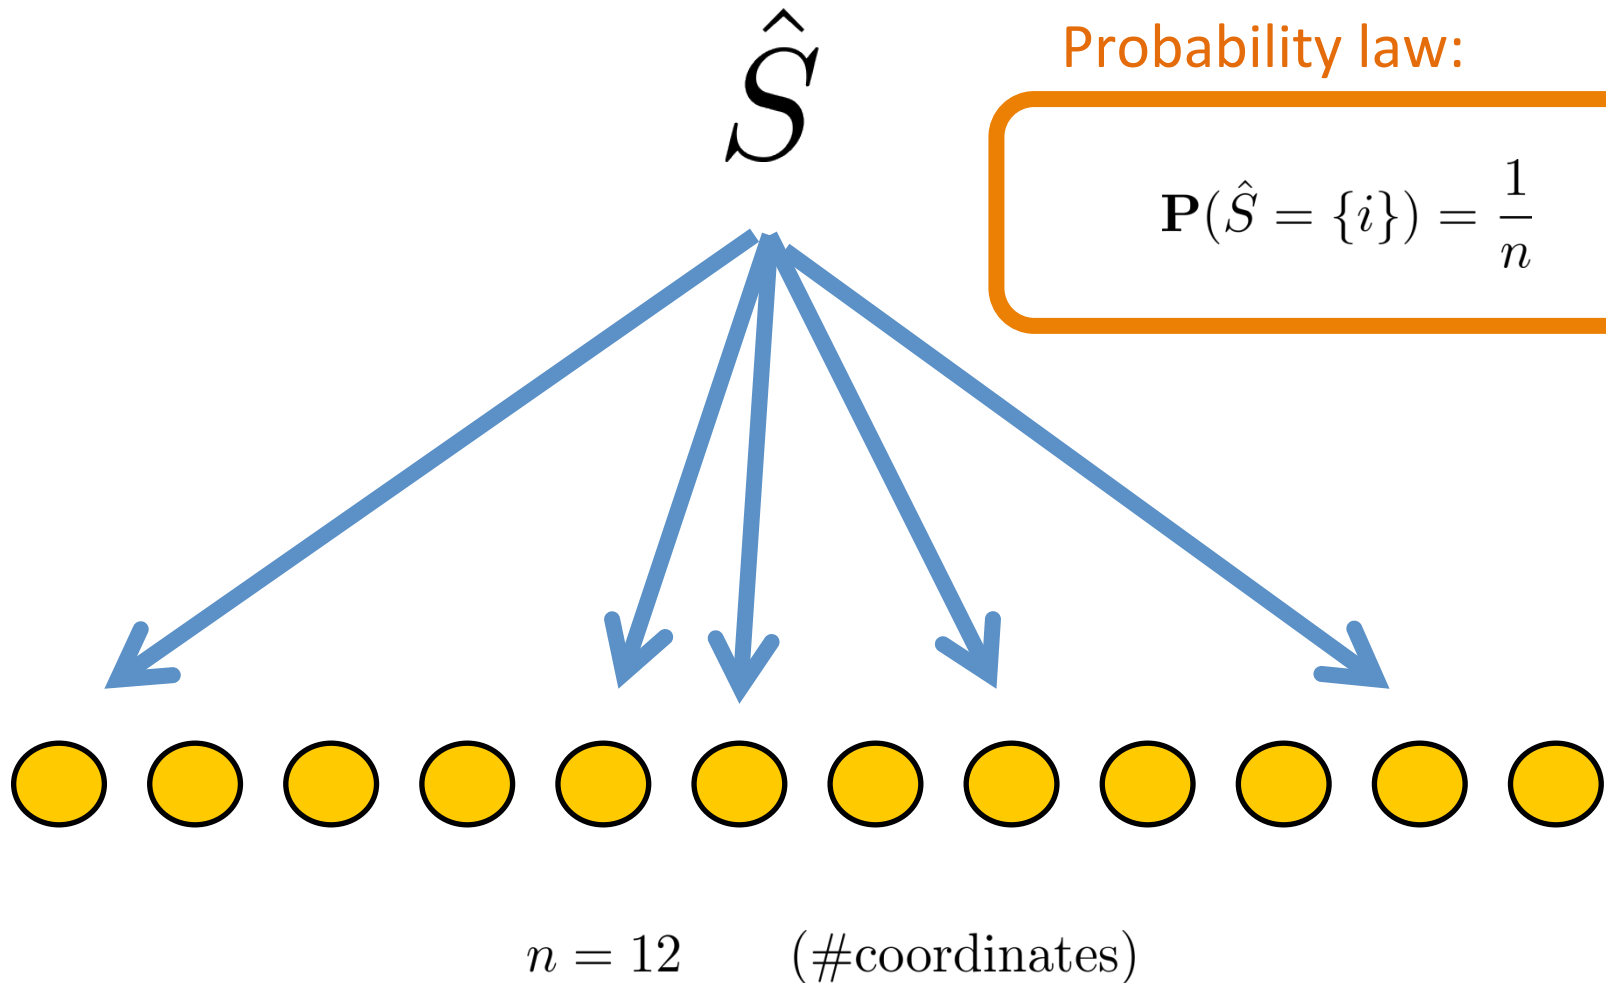 Ŝ
Probability law:
P(Ŝ = {i}) = 1/n
n = 12 (#coordinates)